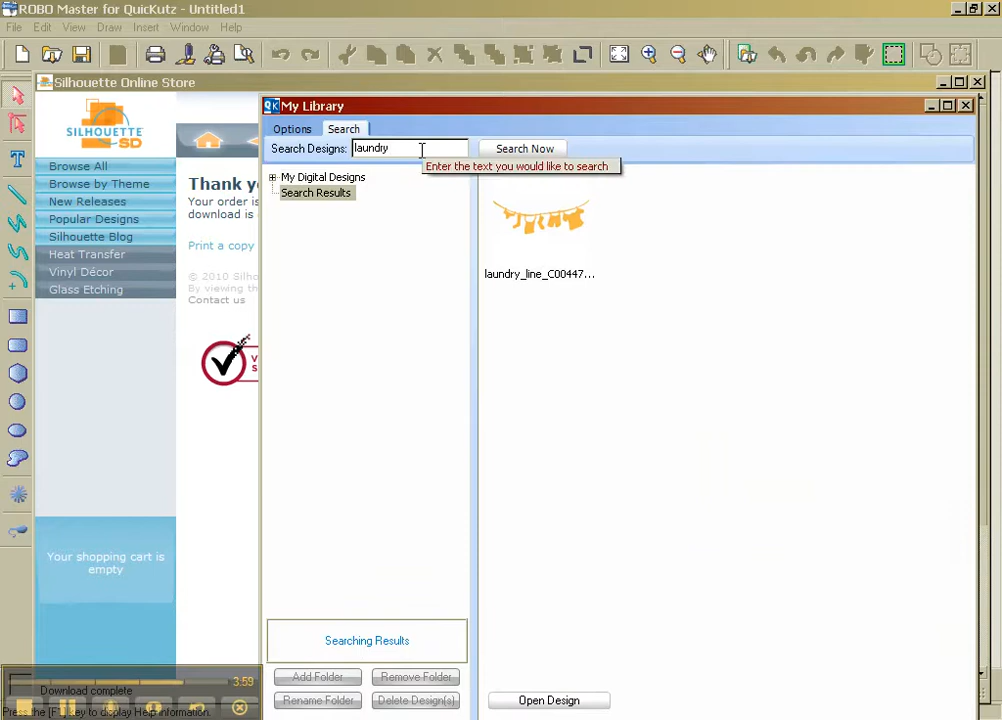 ROBO Master for QuicKutz - Untitled1
File Edit View Draw Insert Window Help
Silhouette Online Store
SILHOUETTE
SD
Browse All
Browse by Theme
New Releases
Popular Designs
Silhouette Blog
Heat Transfer
Vinyl Décor
Glass Etching
Your shopping cart is
empty
Thank y
Your order is
download is
Print a copy
© 2010 Silho
By viewing th
Contact us
V
S
QK My Library
Options Search
Search Designs: laundry Search Now
Enter the text you would like to search
My Digital Designs
Search Results
laundry_line_C00447...
Searching Results
Add Folder Remove Folder
Rename Folder Delete Design(s)
Open Design
3:59
Download complete
Press the [F1] Key to display Help information.